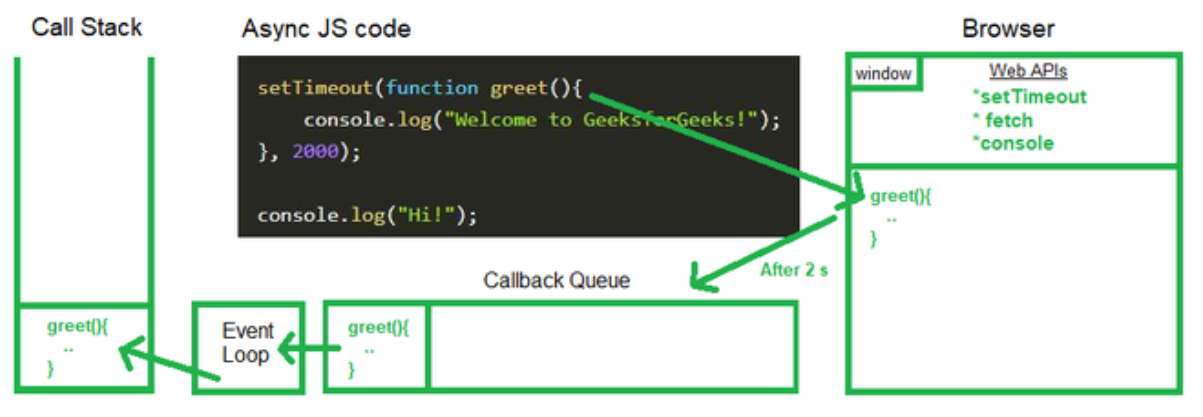 Call Stack
Async JS code
Browser
setTimeout(function greet(){
console.log("Welcome to GeeksforGeeks!");
}, 2000);
console.log("Hi!");
window
Web APIs
*setTimeout
* fetch
*console
greet(){
..
}
After 2 s
Callback Queue
greet(){
..
}
Event
Loop
greet(){
..
}